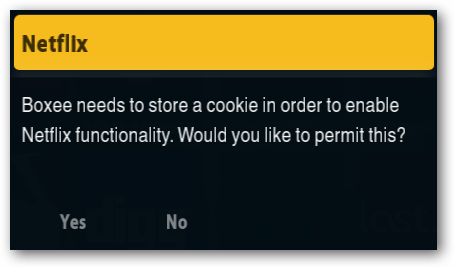 Netflix
Boxee needs to store a cookie in order to enable
Netflix functionality. Would you like to permit this?
Yes No